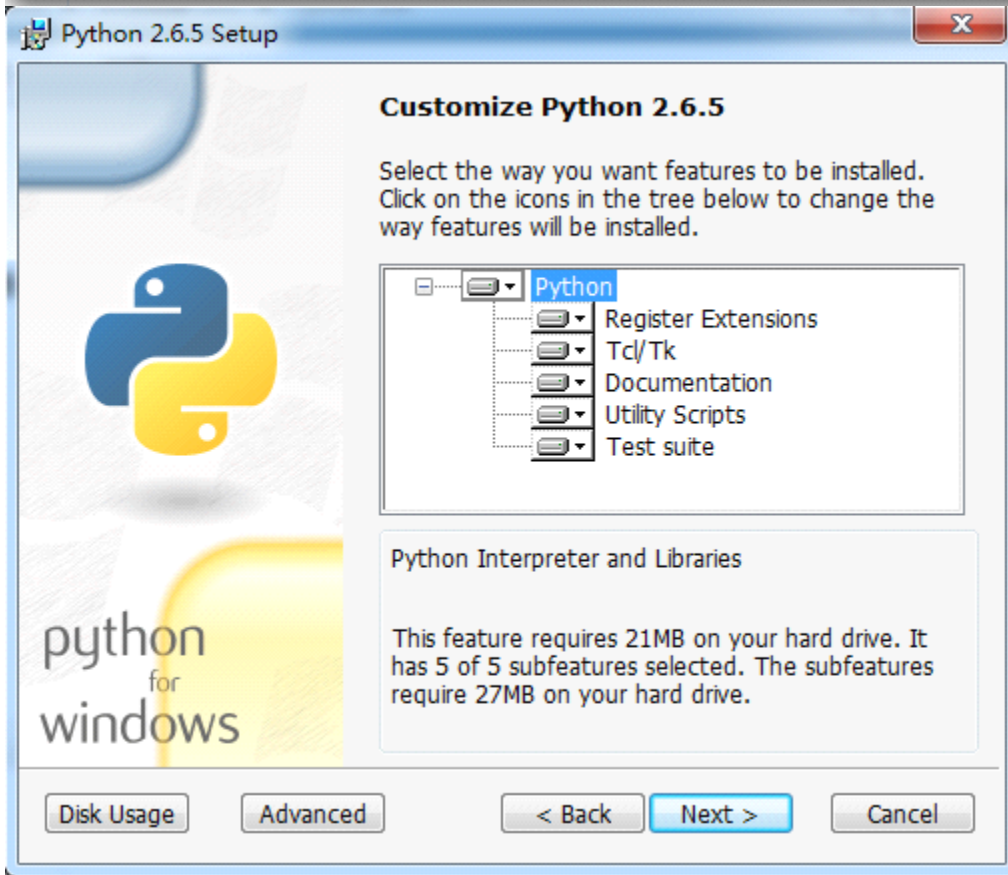 Python 2.6.5 Setup
Customize Python 2.6.5
Select the way you want features to be installed.
Click on the icons in the tree below to change the
way features will be installed.
Python
Register Extensions
Tcl/Tk
Documentation
Utility Scripts
Test suite
Python Interpreter and Libraries
This feature requires 21MB on your hard drive. It
has 5 of 5 subfeatures selected. The subfeatures
require 27MB on your hard drive.
python
for
windows
Disk Usage
Advanced
< Back
Next >
Cancel